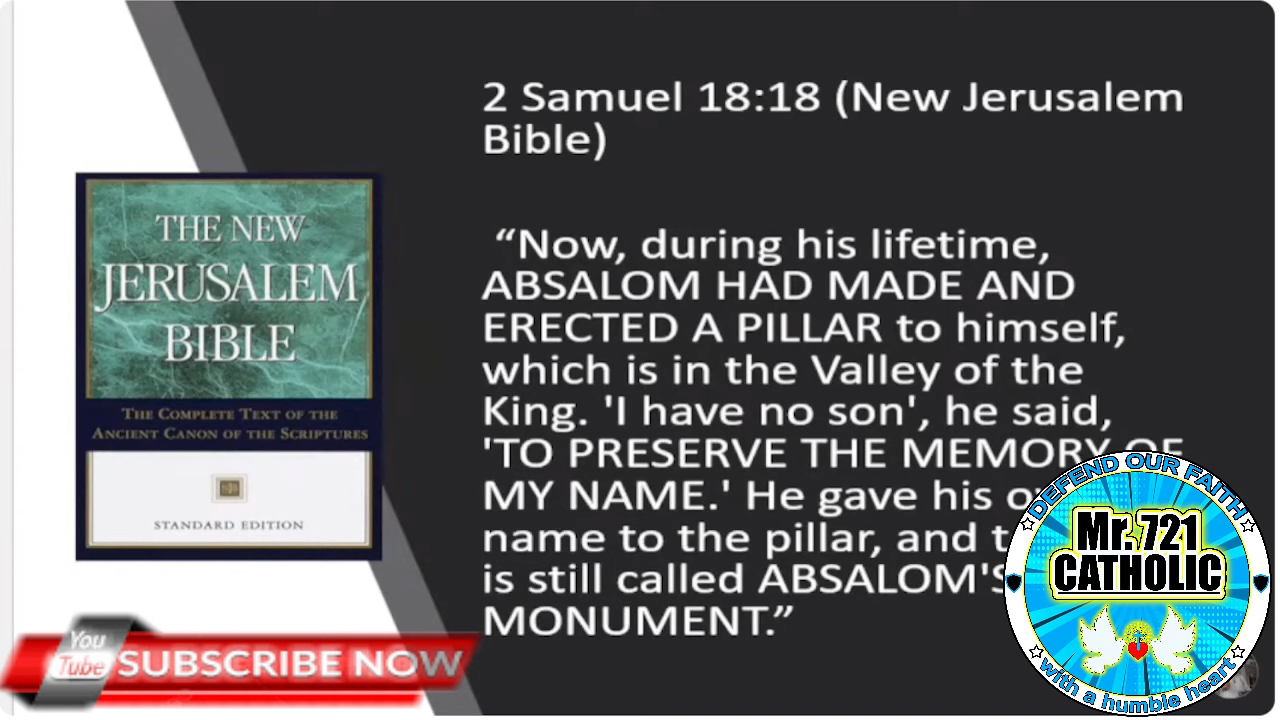 2 Samuel 18:18 (New Jerusalem
Bible)
“Now, during his lifetime,
ABSALOM HAD MADE AND
ERECTED A PILLAR to himself,
which is in the Valley of the
King. 'I have no son', he said,
'TO PRESERVE THE MEMORY OF
MY NAME.' He gave his
name to the pillar, and
is still called ABSALOM'S
MONUMENT.”
THE NEW
JERUSALEM
BIBLE
THE COMPLETE TEXT OF THE
ANCIENT CANON OF THE SCRIPTURES
STANDARD EDITION
You
Tube
SUBSCRIBE NOW
DEFEND OUR FAITH
Mr. 721
CATHOLIC
with a humble heart